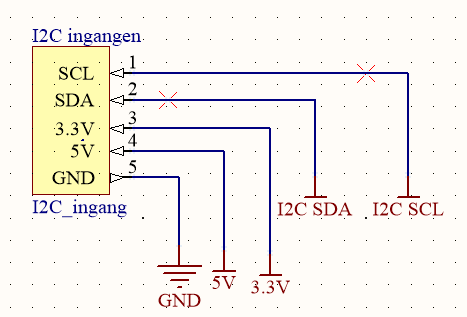 I2C ingangen
SCL 1
SDA 2
3.3V 3
5V 4
GND 5
I2C_ingang
I2C SDA I2C SCL
GND 5V 3.3V